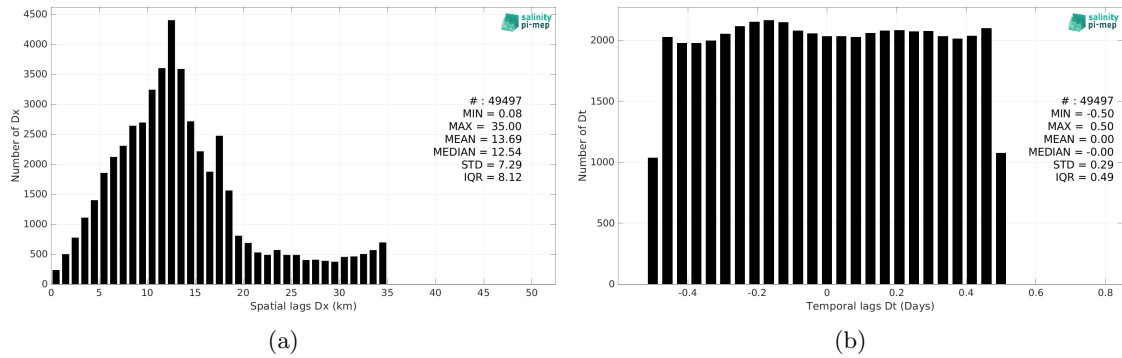 4500
4000
3500
3000
2500
2000
1500
1000
500
0
Number of Dx
0 5 10 15 20 25 30 35 40 45 50
Spatial lags Dx (km)
salinity
pi-mep
# : 49497
MIN = 0.08
MAX = 35.00
MEAN = 13.69
MEDIAN = 12.54
STD = 7.29
IQR = 8.12
(a)
2000
1500
1000
500
0
Number of Dt
-0.4 -0.2 0 0.2 0.4 0.6 0.8
Temporal lags Dt (Days)
salinity
pi-mep
# : 49497
MIN = -0.50
MAX = 0.50
MEAN = 0.00
MEDIAN = -0.00
STD = 0.29
IQR = 0.49
(b)